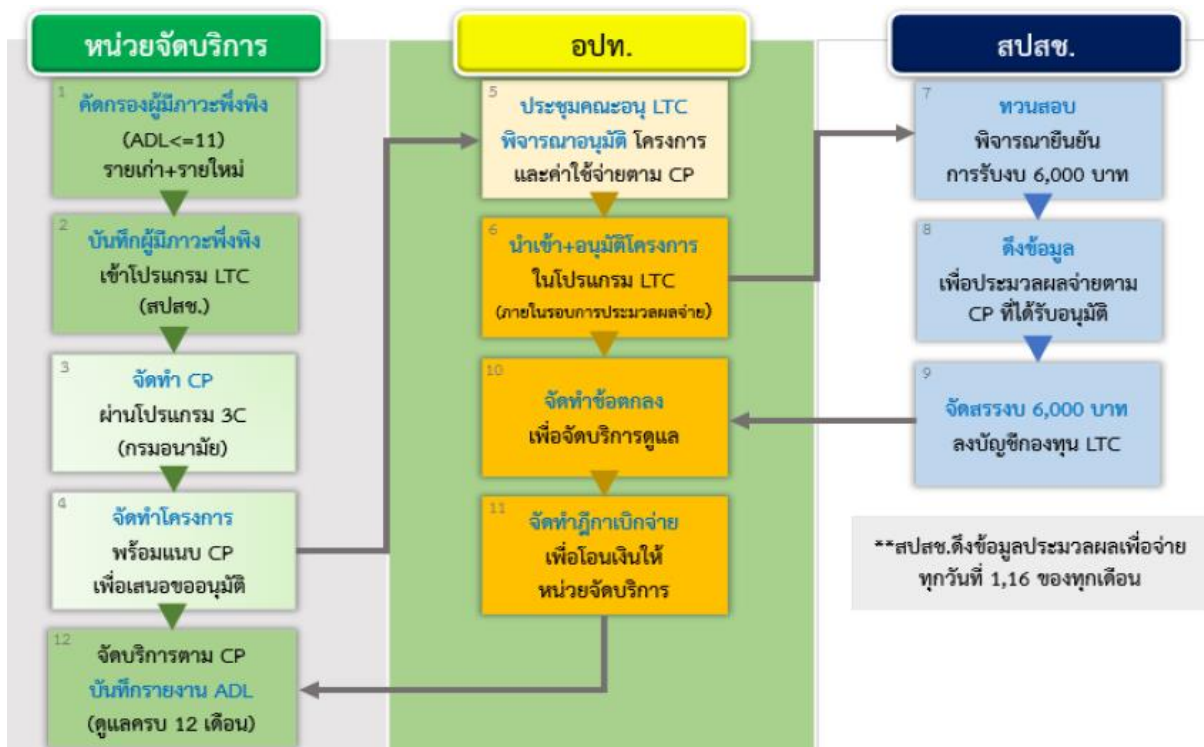 หน่วยจัดบริการ
1
คัดกรองผู้มีภาวะพึ่งพิง
(ADL<=11)
รายเก่า+รายใหม่
2
บันทึกผู้มีภาวะพึ่งพิง
เข้าโปรแกรม LTC
(สปสช.)
3
จัดทำ CP
ผ่านโปรแกรม 3C
(กรมอนามัย)
4
จัดทำโครงการ
พร้อมแนบ CP
เพื่อเสนอขออนุมัติ
12
จัดบริการตาม CP
บันทึกรายงาน ADL
(ดูแลครบ 12 เดือน)
อปท.
5
ประชุมคณะอนุ LTC
พิจารณาอนุมัติ โครงการ
และค่าใช้จ่ายตาม CP
6
นำเข้า+อนุมัติโครงการ
ในโปรแกรม LTC
(ภายในรอบการประมวลผลจ่าย)
10
จัดทำข้อตกลง
เพื่อจัดบริการดูแล
11
จัดทำฎีกาเบิกจ่าย
เพื่อโอนเงินให้
หน่วยจัดบริการ
สปสช.
7
ทวนสอบ
พิจารณายืนยัน
การรับงบ 6,000 บาท
8
ดึงข้อมูล
เพื่อประมวลผลจ่ายตาม
CP ที่ได้รับอนุมัติ
9
จัดสรรงบ 6,000 บาท
ลงบัญชีกองทุน LTC
**สปสช.ดึงข้อมูลประมวลผลเพื่อจ่าย
ทุกวันที่ 1,16 ของทุกเดือน